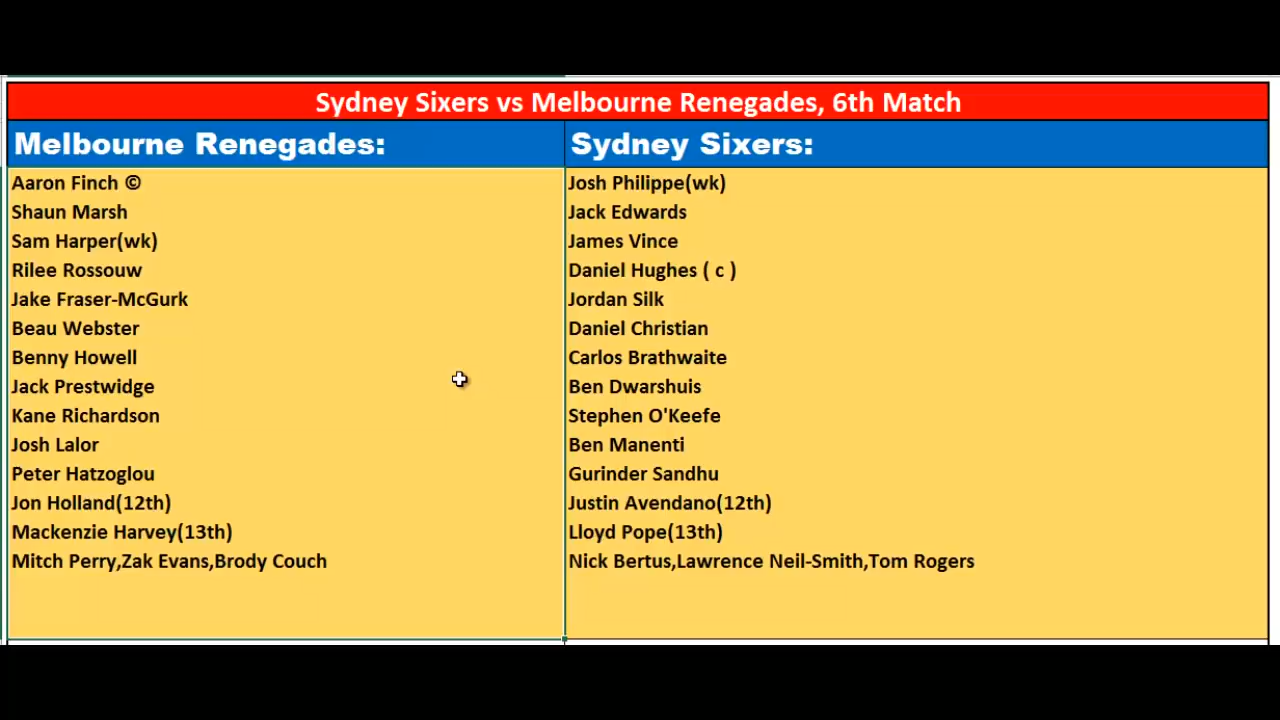 Sydney Sixers vs Melbourne Renegades, 6th Match
Melbourne Renegades:
Aaron Finch ©
Shaun Marsh
Sam Harper(wk)
Rilee Rossouw
Jake Fraser-McGurk
Beau Webster
Benny Howell
Jack Prestwidge
Kane Richardson
Josh Lalor
Peter Hatzoglou
Jon Holland(12th)
Mackenzie Harvey(13th)
Mitch Perry,Zak Evans,Brody Couch
Sydney Sixers:
Josh Philippe(wk)
Jack Edwards
James Vince
Daniel Hughes ( c )
Jordan Silk
Daniel Christian
Carlos Brathwaite
Ben Dwarshuis
Stephen O'Keefe
Ben Manenti
Gurinder Sandhu
Justin Avendano(12th)
Lloyd Pope(13th)
Nick Bertus,Lawrence Neil-Smith,Tom Rogers